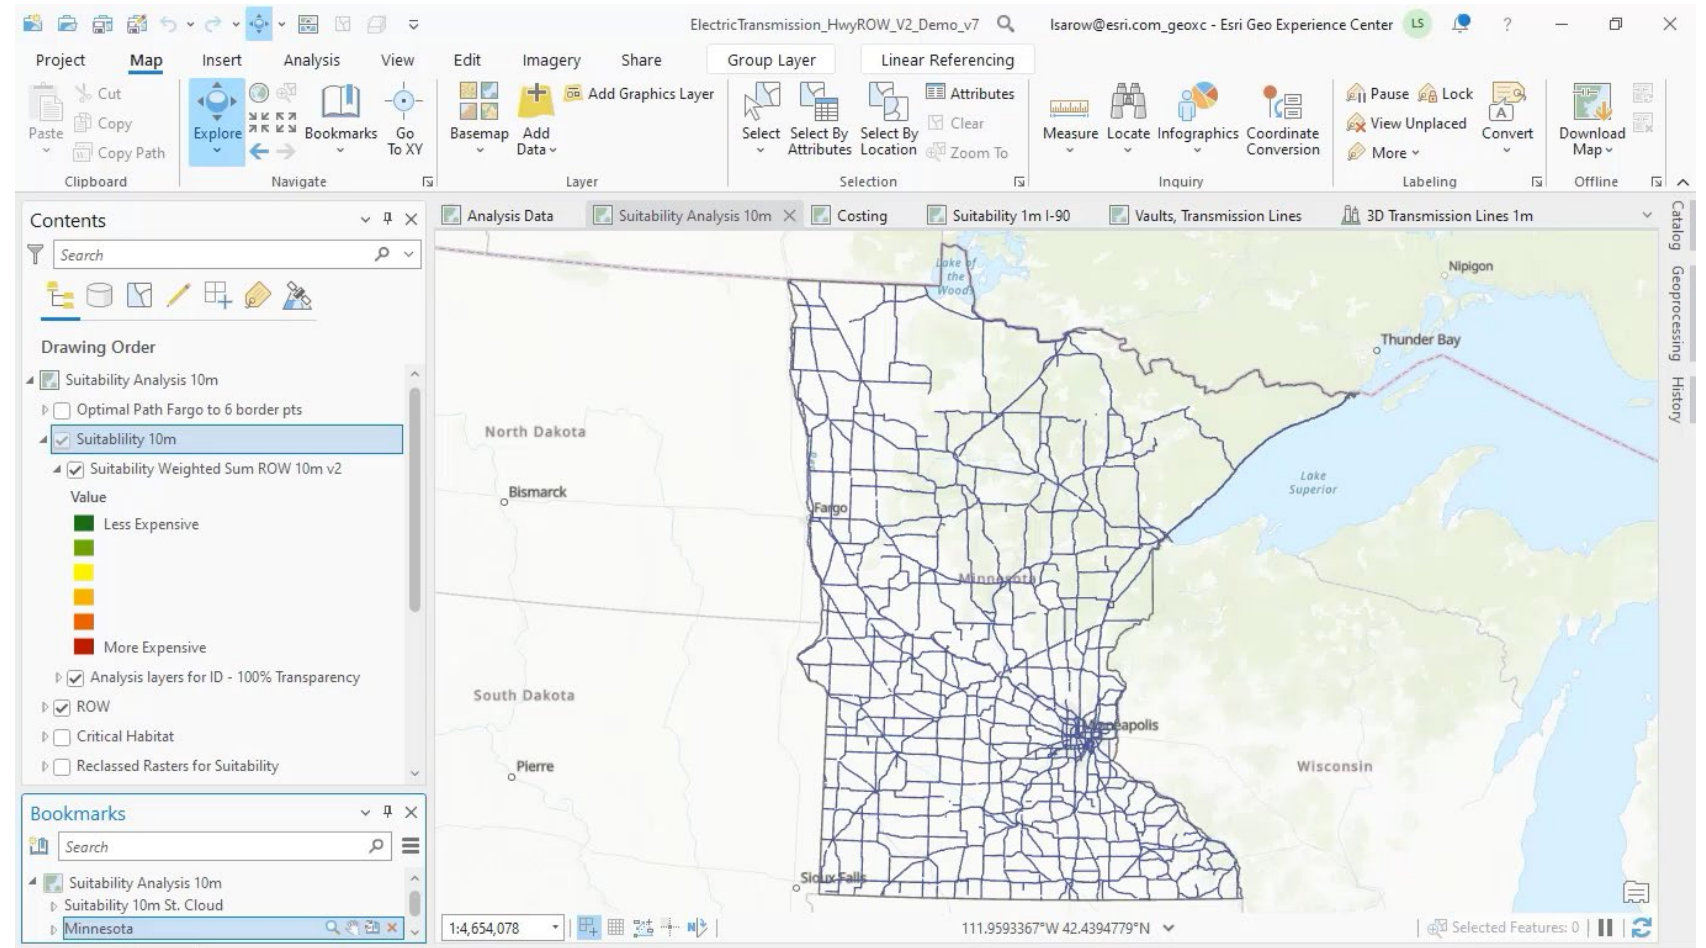 ElectricTransmission_HwyROW_V2_Demo_v7
lsarow@esri.com_geoxc - Esri Geo Experience Center
LS
?
Project
Map
Insert
Analysis
View
Edit
Imagery
Share
Group Layer
Linear Referencing
Paste
Cut
Copy
Copy Path
Clipboard
Explore
Bookmarks
Go
To XY
Navigate
Basemap
Add
Data
Add Graphics Layer
Layer
Select
Select By
Attributes
Select By
Location
Attributes
Clear
Zoom To
Selection
Measure
Locate
Infographics
Coordinate
Conversion
Inquiry
Pause
Lock
View Unplaced
More
Convert
Labeling
Download
Map
Offline
Contents
Search
Drawing Order
Suitability Analysis 10m
Optimal Path Fargo to 6 border pts
Suitablility 10m
Suitability Weighted Sum ROW 10m v2
Value
Less Expensive
More Expensive
Analysis layers for ID - 100% Transparency
ROW
Critical Habitat
Reclassed Rasters for Suitability
Bookmarks
Search
Suitability Analysis 10m
Suitability 10m St. Cloud
Minnesota
Analysis Data
Suitability Analysis 10m
Costing
Suitability 1m I-90
Vaults, Transmission Lines
3D Transmission Lines 1m
Lake of
the
Woods
Nipigon
Thunder Bay
North Dakota
Bismarck
Fargo
Red
Lake
Superior
Minnesota
South Dakota
Minneapolis
Pierre
Wisconsin
Sioux Falls
1:4,654,078
111.9593367°W 42.4394779°N
Selected Features: 0
Catalog
Geoprocessing
History